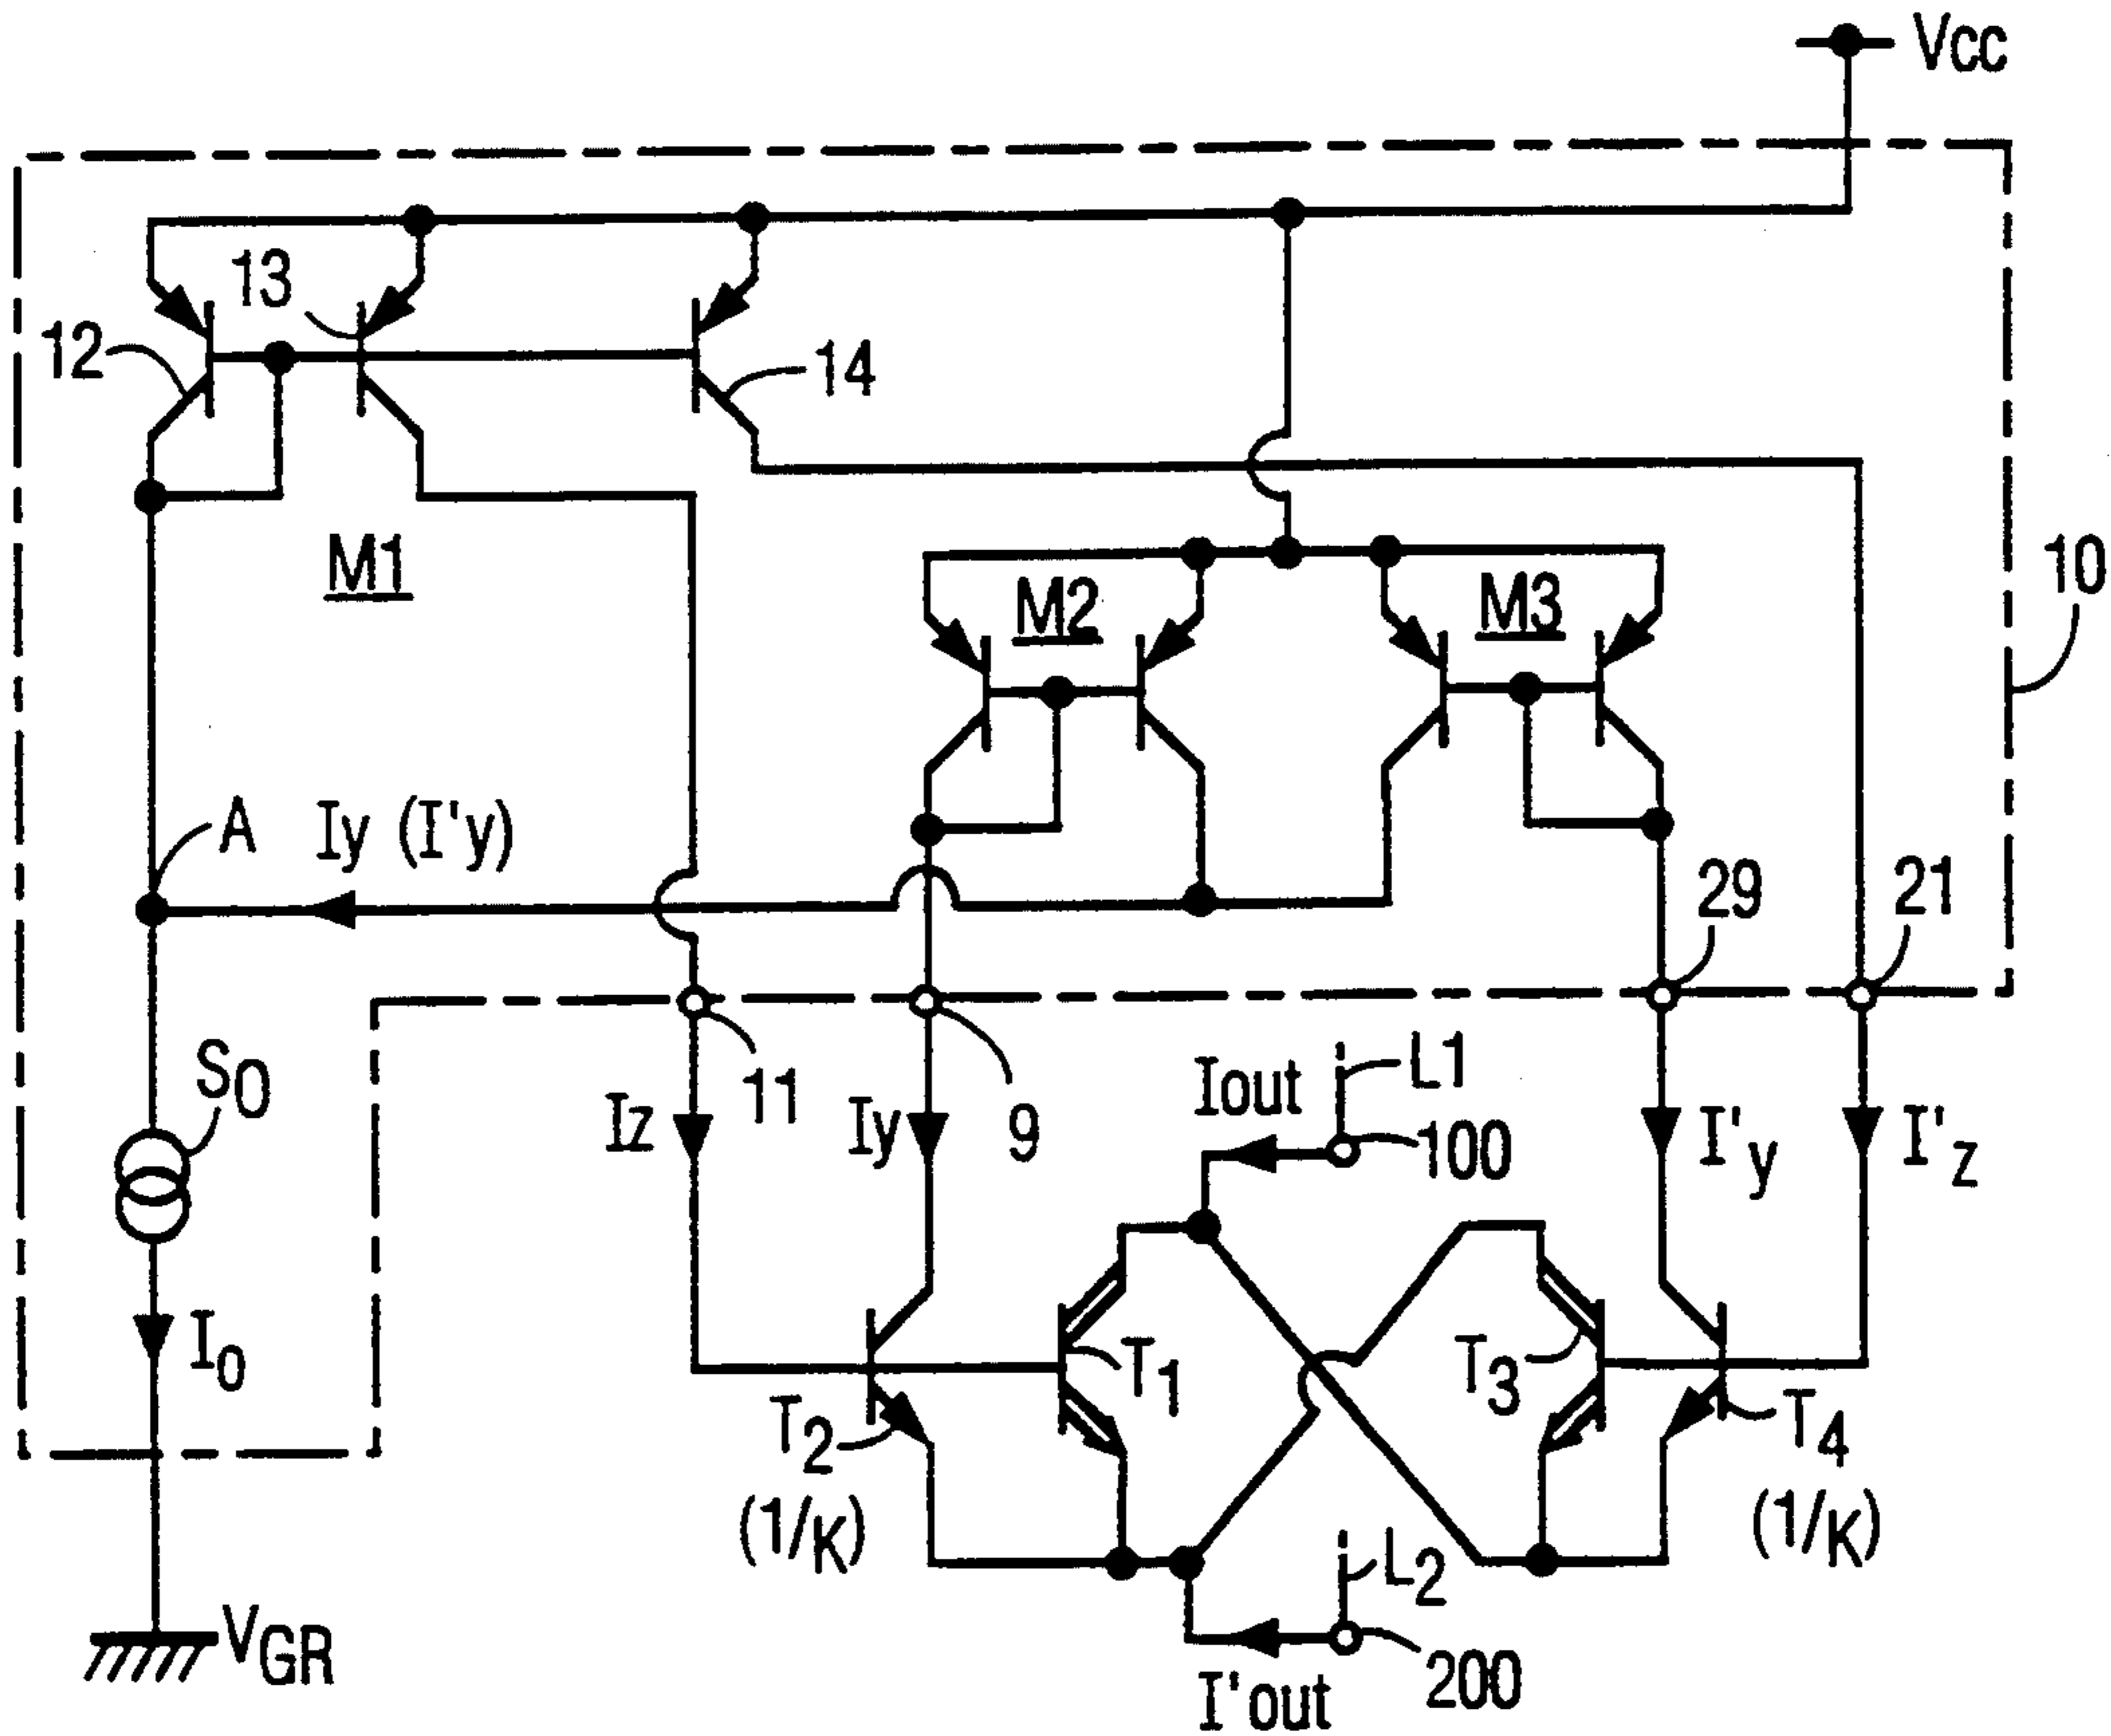 Vcc
13
12
14
M1
M2
M3
10
A
Iy (I'y)
29
21
S0
11
9
Iz
Iy
Iout
L1
100
I'y
I'z
I0
T1
T2
(1/K)
T3
T4
(1/K)
L2
200
I'out
VGR